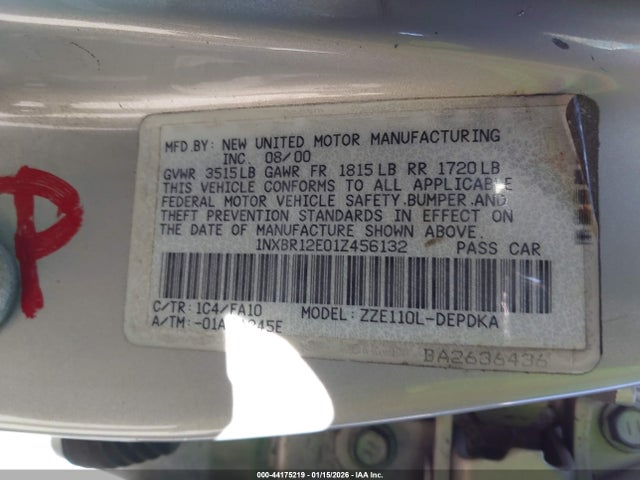 MFD.BY: NEW UNITED MOTOR MANUFACTURING
INC. 08/00
GVWR 3515LB GAWR FR 1815LB RR 1720LB
THIS VEHICLE CONFORMS TO ALL APPLICABLE
FEDERAL MOTOR VEHICLE SAFETY,BUMPER,AND
THEFT PREVENTION STANDARDS IN EFFECT ON
THE DATE OF MANUFACTURE SHOWN ABOVE.
1NXBR12E01Z456132 PASS CAR
C/TR: 1C4/FA10 MODEL: ZZE110L-DEPDKA
A/TM:
BA2636436
P
000-44175219 - 01/15/2026 - IAA Inc.